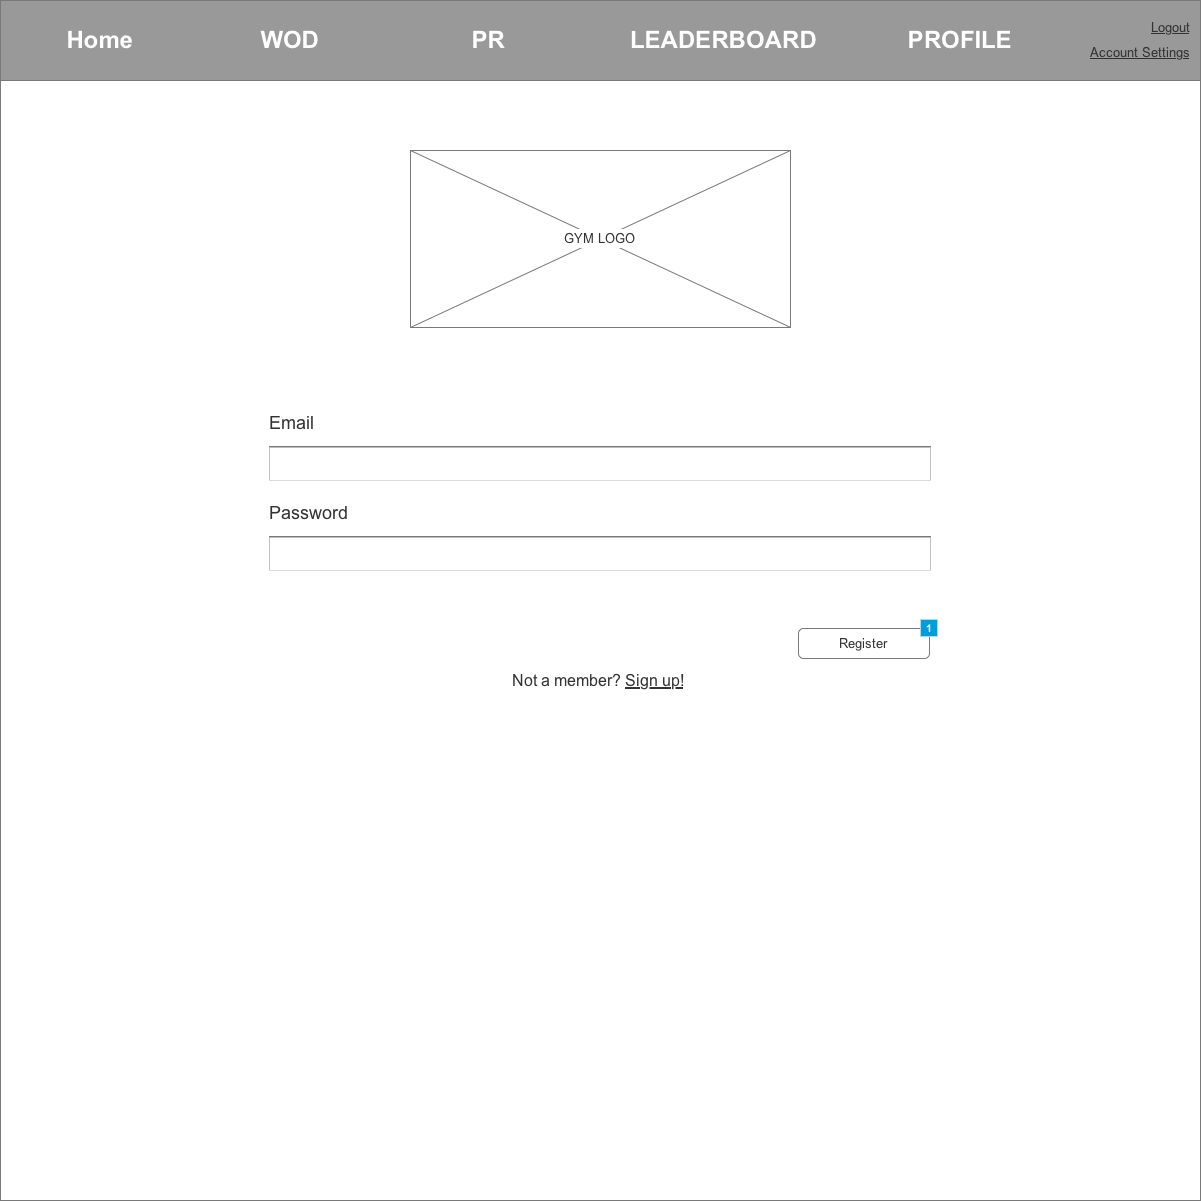 Home WOD PR LEADERBOARD PROFILE Logout
Account Settings
GYM LOGO
Email
Password
1
Register
Not a member? Sign up!